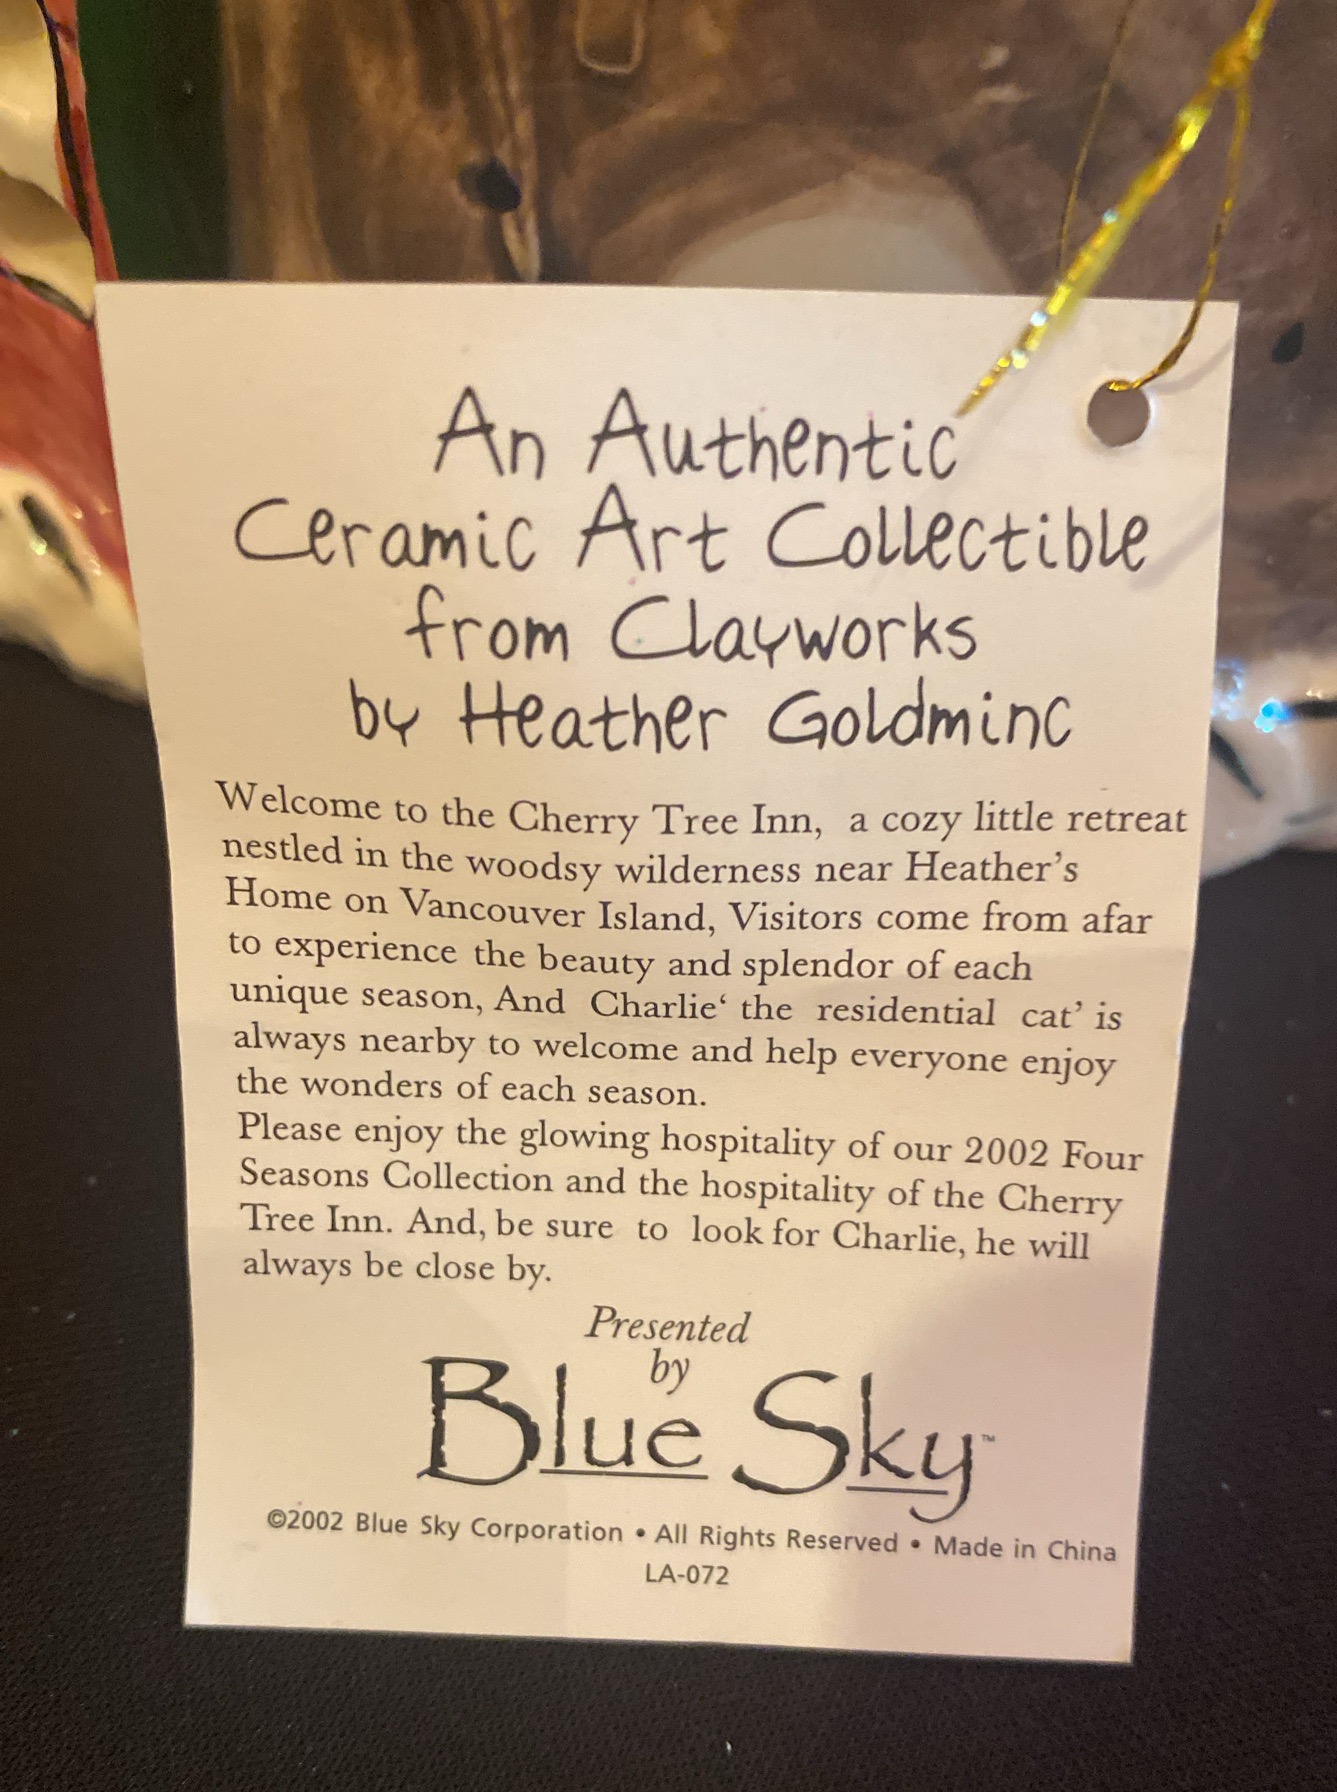 An Authentic
Ceramic Art Collectible
from Clayworks
by Heather Goldminc
Welcome to the Cherry Tree Inn, a cozy little retreat
nestled in the woodsy wilderness near Heather's
Home on Vancouver Island, Visitors come from afar
to experience the beauty and splendor of each
unique season, And Charlie‘ the residential cat’ is
always nearby to welcome and help everyone enjoy
the wonders of each season.
Please enjoy the glowing hospitality of our 2002 Four
Seasons Collection and the hospitality of the Cherry
Tree Inn. And, be sure to look for Charlie, he will
always be close by.
Presented
by
Blue Sky™
©2002 Blue Sky Corporation • All Rights Reserved • Made in China
LA-072